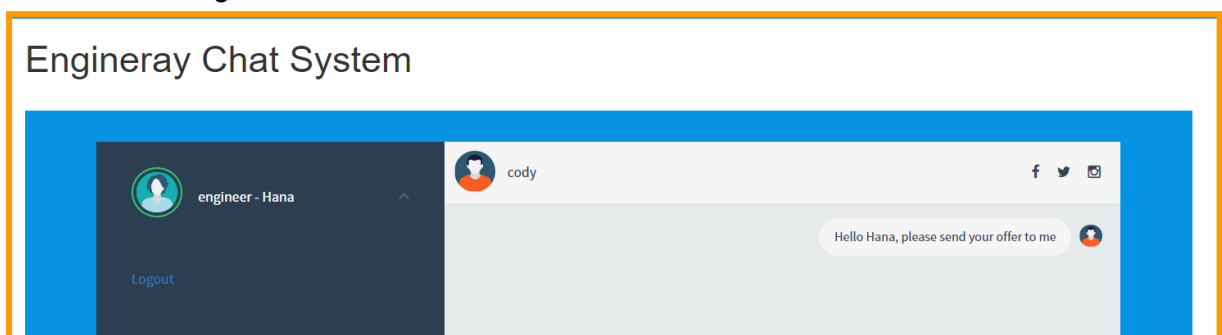 Engineray Chat System
engineer - Hana
Logout
cody
Hello Hana, please send your offer to me